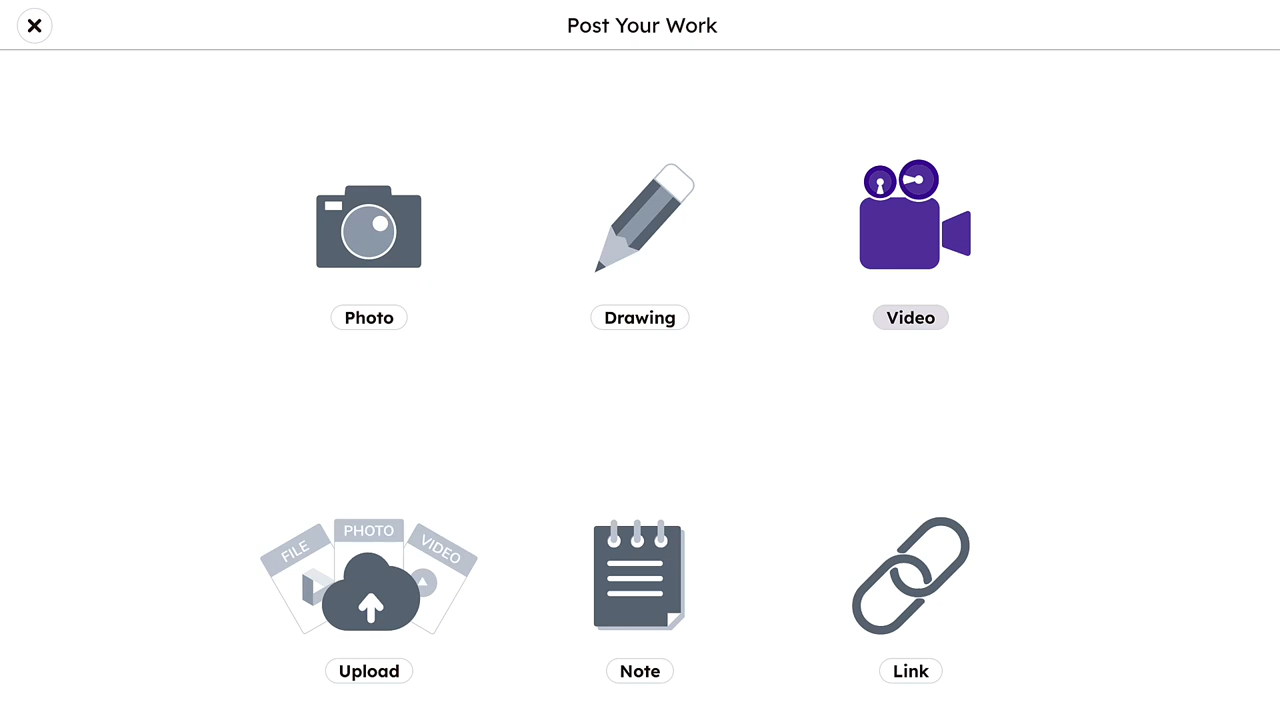 Post Your Work
Photo
Drawing
Video
FILE
PHOTO
VIDEO
Upload
Note
Link